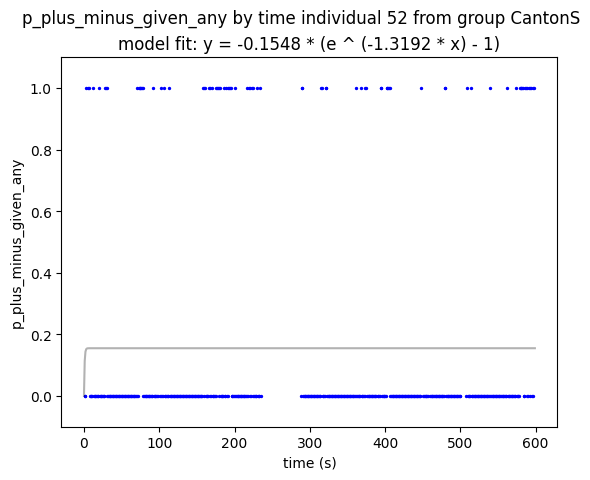 p_plus_minus_given_any by time individual 52 from group CantonS
model fit: y = -0.1548 * (e ^ (-1.3192 * x) - 1)
p_plus_minus_given_any
1.0
0.8
0.6
0.4
0.2
0.0
0 100 200 300 400 500 600
time (s)